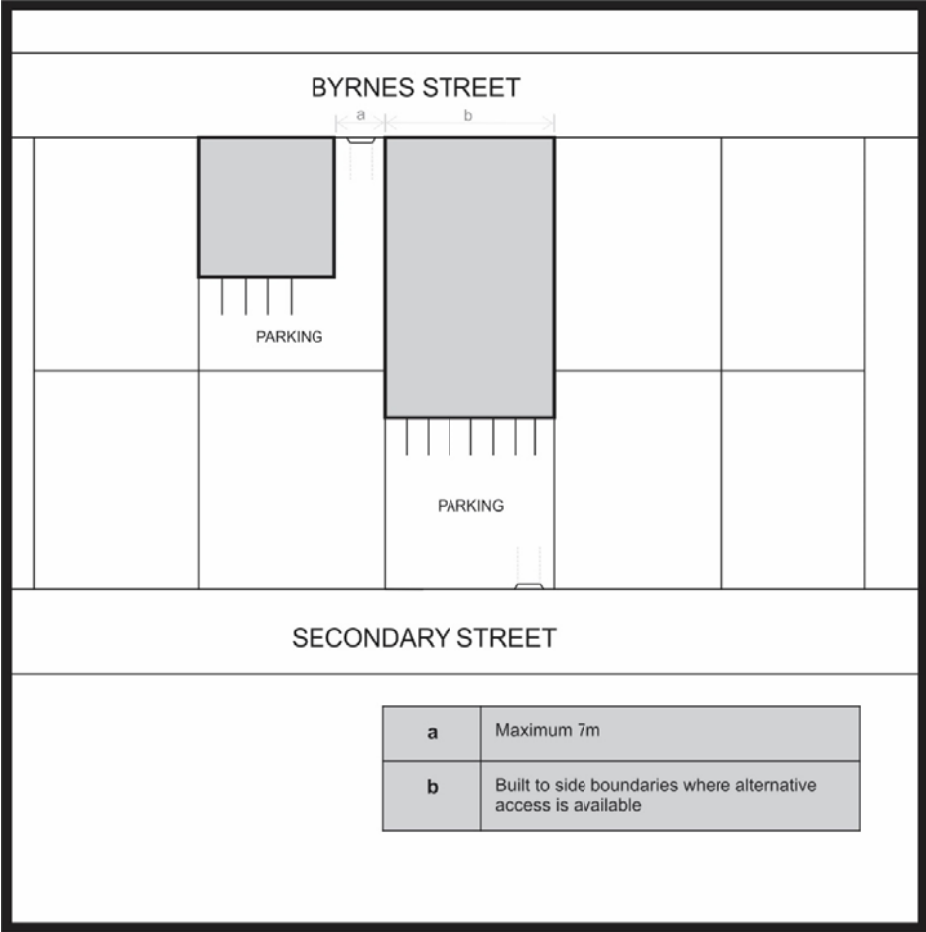 BYRNES STREET
a
b
PARKING
PARKING
SECONDARY STREET
a
Maximum 7m
b
Built to side boundaries where alternative
access is available